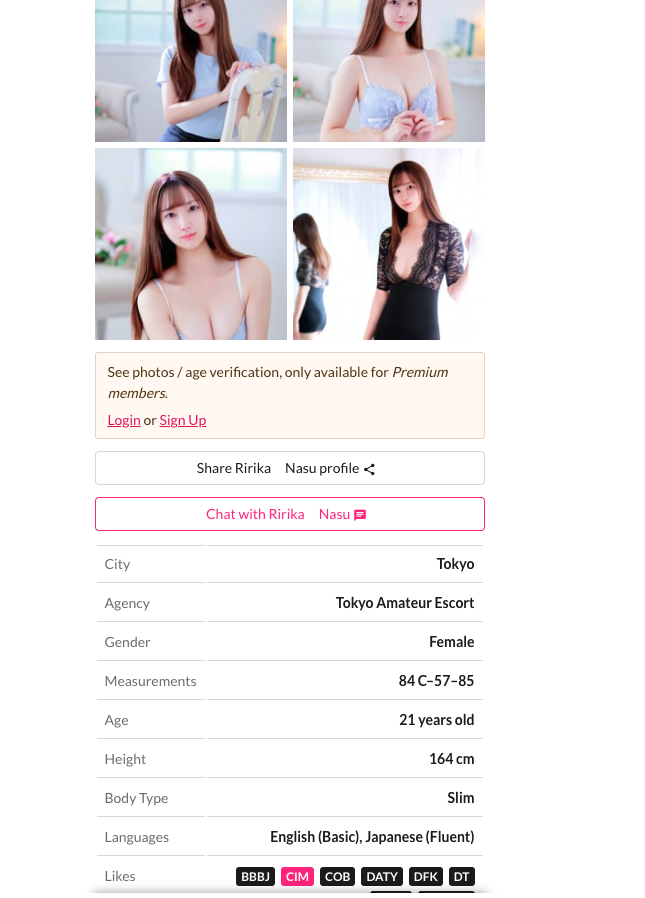 See photos / age verification, only available for Premium
members.
Login or Sign Up
Share Ririka Nasu profile
Chat with Ririka Nasu
City Tokyo
Agency Tokyo Amateur Escort
Gender Female
Measurements 84 C–57–85
Age 21 years old
Height 164 cm
Body Type Slim
Languages English (Basic), Japanese (Fluent)
Likes BBBJ CIM COB DATY DFK DT